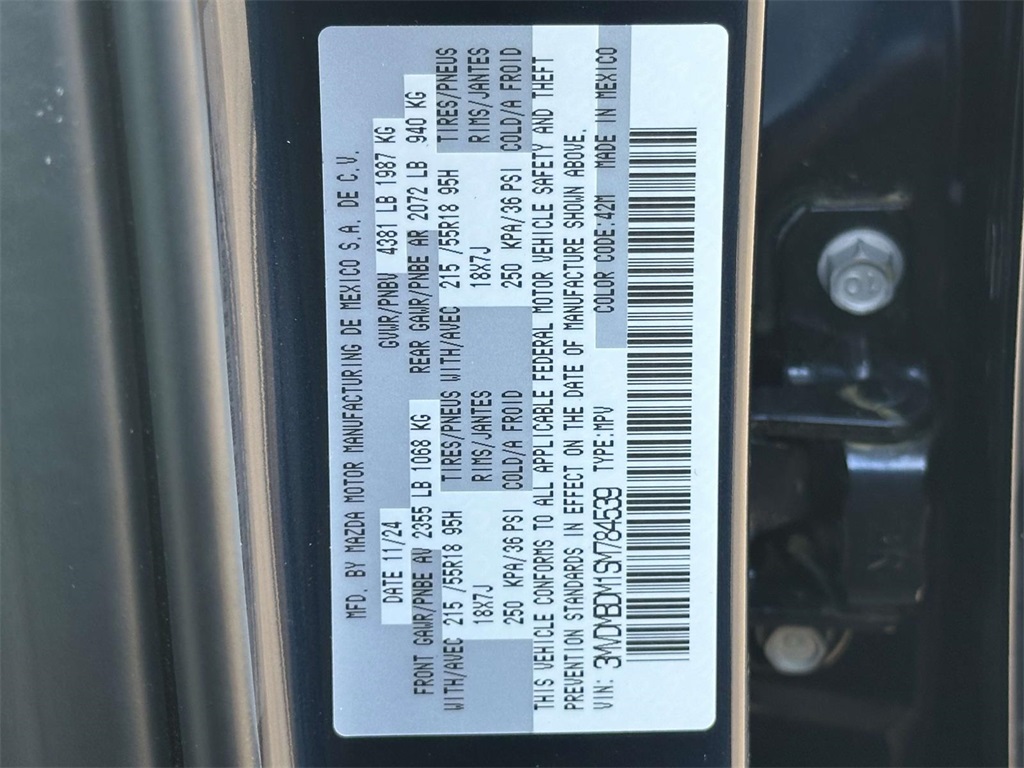 MFD. BY MAZDA MOTOR MANUFACTURING DE MEXICO S.A. DE C.V.
DATE 11/24 GVWR/PNBV 4381 LB 1987 KG
FRONT GAWR/PNBE AV 2355 LB 1068 KG REAR GAWR/PNBE AR 2072 LB 940 KG
WITH/AVEC 215 /55R18 95H TIRES/PNEUS WITH/AVEC 215 /55R18 95H TIRES/PNEUS
18X7J RIMS/JANTES 18X7J RIMS/JANTES
250 KPA/36 PSI COLD/A FROID 250 KPA/36 PSI COLD/A FROID
THIS VEHICLE CONFORMS TO ALL APPLICABLE FEDERAL MOTOR VEHICLE SAFETY AND THEFT
PREVENTION STANDARDS IN EFFECT ON THE DATE OF MANUFACTURE SHOWN ABOVE.
VIN: 3MVDMBDM1SM784539 TYPE:MPV COLOR CODE:42M MADE IN MEXICO
10